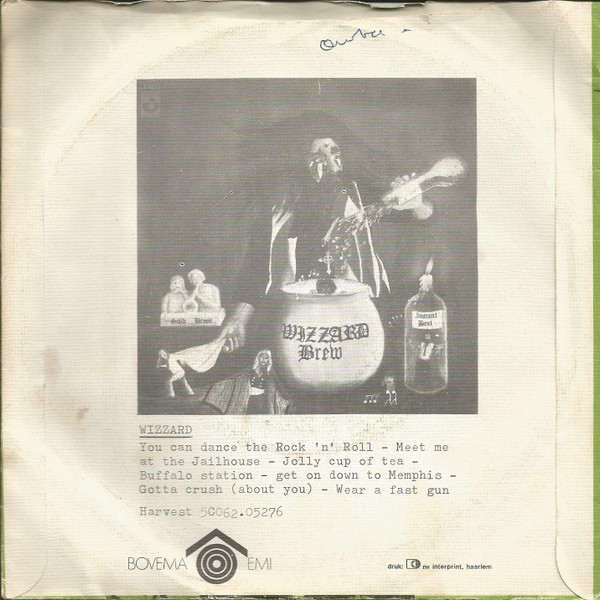 WIZZARD
Brew
WIZZARD
You can dance the Rock 'n' Roll - Meet me
at the Jailhouse - Jolly cup of tea -
Buffalo station - get on down to Memphis -
Gotta crush (about you) - Wear a fast gun
Harvest 5C062.05276
BOVEMA EMI
druk: nv interprint, haarlem